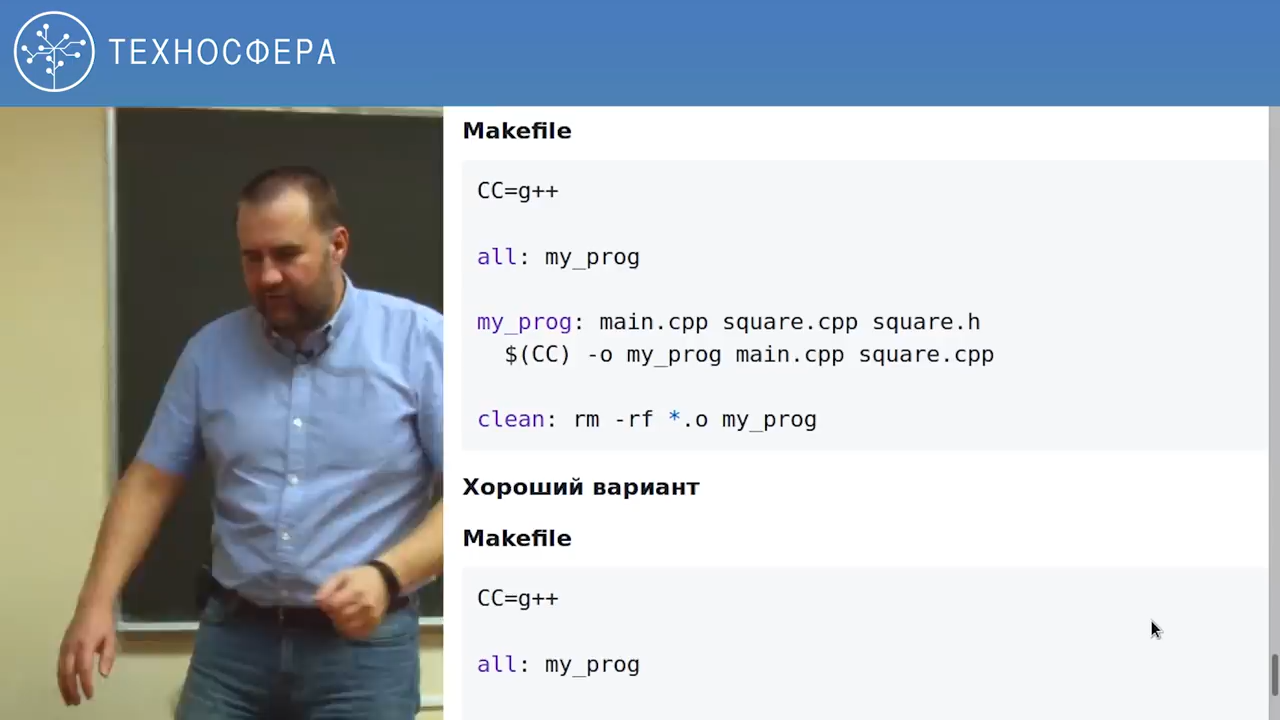 ТЕХНОСФЕРА
Makefile
CC=g++
all: my_prog
my_prog: main.cpp square.cpp square.h
$(CC) -o my_prog main.cpp square.cpp
clean: rm -rf *.o my_prog
Хороший вариант
Makefile
CC=g++
all: my_prog